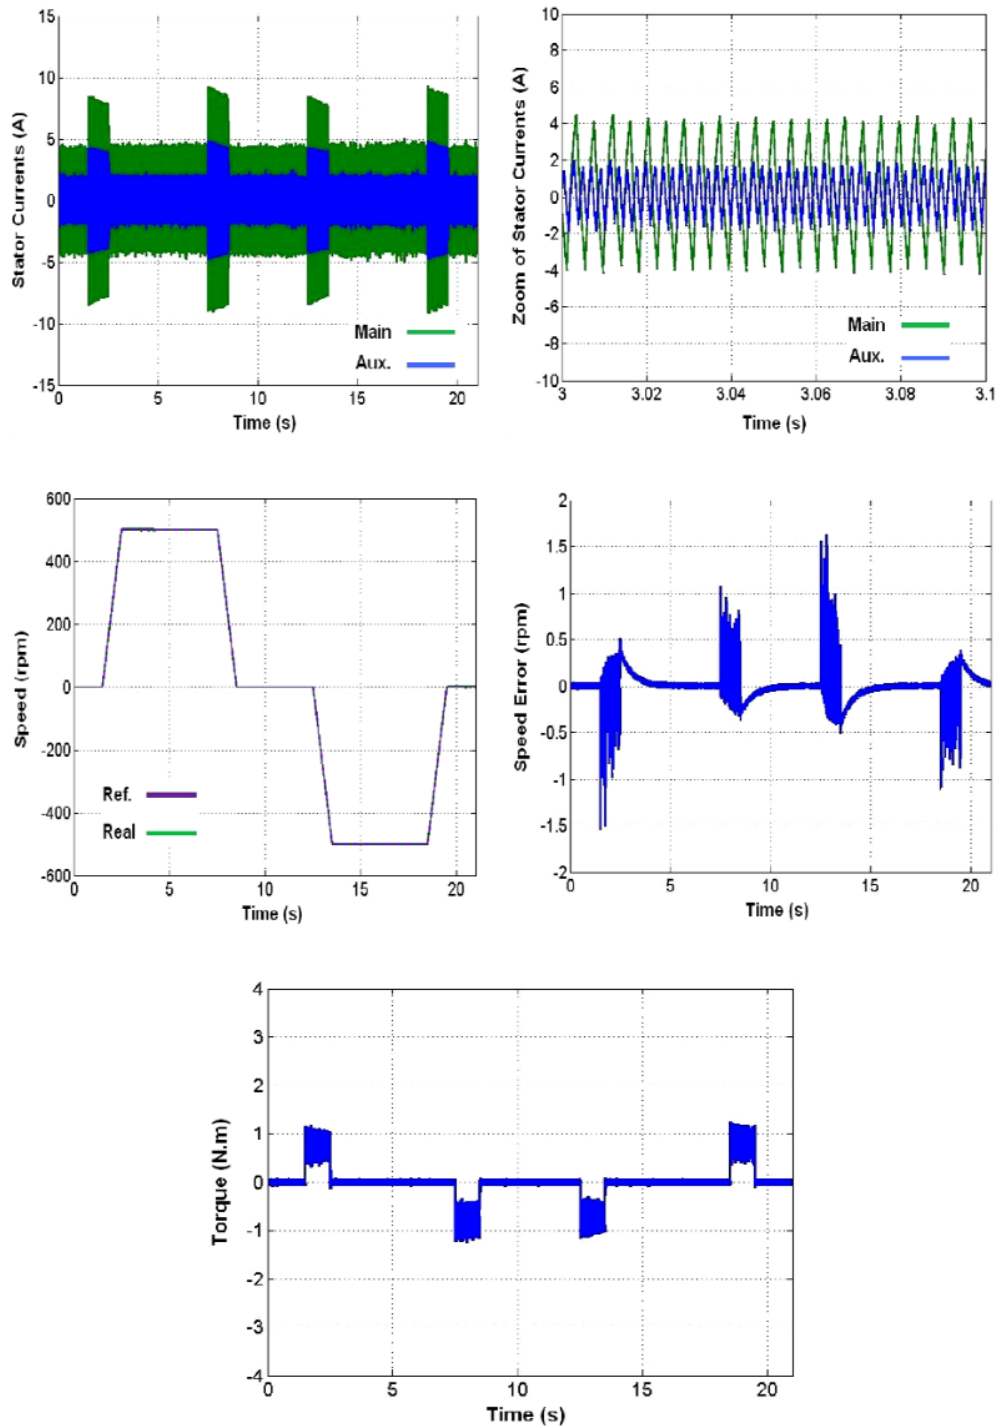 15
10
5
0
-5
-10
-15
Stator Currents (A)
Main
Aux.
0 5 10 15 20
Time (s)
10
8
6
4
2
0
-2
-4
-6
-8
-10
Zoom of Stator Currents (A)
Main
Aux.
3 3.02 3.04 3.06 3.08 3.1
Time (s)
600
400
200
0
-200
-400
-600
Speed (rpm)
Ref.
Real
0 5 10 15 20
Time (s)
2
1.5
1
0.5
0
-0.5
-1
-1.5
-2
Speed Error (rpm)
0 5 10 15 20
Time (s)
4
3
2
1
0
-1
-2
-3
-4
Torque (N.m)
0 5 10 15 20
Time (s)